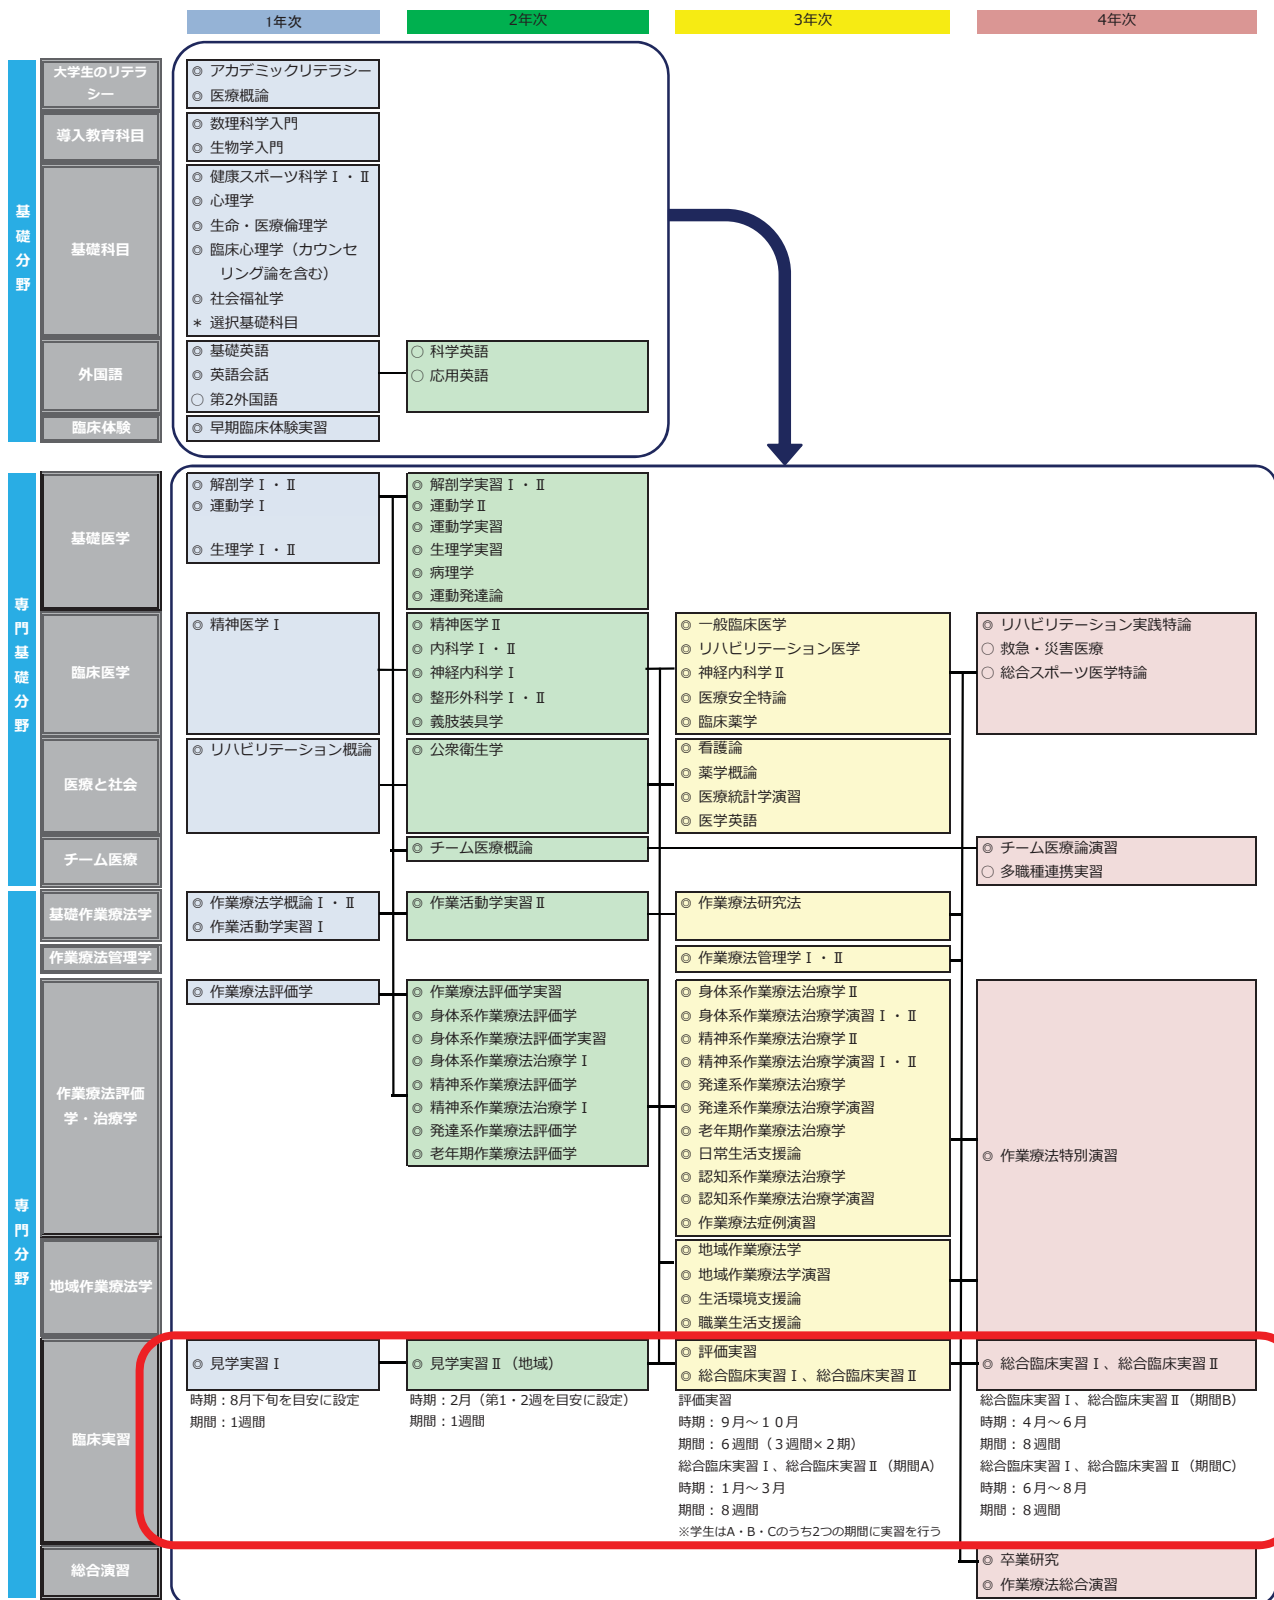 1年次
2年次
3年次
4年次
基礎分野
大学生のリテラ
シー
◎ アカデミックリテラシー
◎ 医療概論
導入教育科目
◎ 数理科学入門
◎ 生物学入門
基礎科目
◎ 健康スポーツ科学Ⅰ・Ⅱ
◎ 心理学
◎ 生命・医療倫理学
◎ 臨床心理学（カウンセ
リング論を含む）
◎ 社会福祉学
* 選択基礎科目
外国語
◎ 基礎英語
◎ 英語会話
○ 第2外国語
○ 科学英語
○ 応用英語
臨床体験
◎ 早期臨床体験実習
専門基礎分野
基礎医学
◎ 解剖学Ⅰ・Ⅱ
◎ 運動学Ⅰ
◎ 生理学Ⅰ・Ⅱ
◎ 解剖学実習Ⅰ・Ⅱ
◎ 運動学Ⅱ
◎ 運動学実習
◎ 生理学実習
◎ 病理学
◎ 運動発達論
臨床医学
◎ 精神医学Ⅰ
◎ 精神医学Ⅱ
◎ 内科学Ⅰ・Ⅱ
◎ 神経内科学Ⅰ
◎ 整形外科学Ⅰ・Ⅱ
◎ 義肢装具学
◎ 一般臨床医学
◎ リハビリテーション医学
◎ 神経内科学Ⅱ
◎ 医療安全特論
◎ 臨床薬学
◎ リハビリテーション実践特論
○ 救急・災害医療
○ 総合スポーツ医学特論
医療と社会
◎ リハビリテーション概論
◎ 公衆衛生学
◎ 看護論
◎ 薬学概論
◎ 医療統計学演習
◎ 医学英語
チーム医療
◎ チーム医療概論
◎ チーム医療論演習
○ 多職種連携実習
専門分野
基礎作業療法学
◎ 作業療法学概論Ⅰ・Ⅱ
◎ 作業活動学実習Ⅰ
◎ 作業活動学実習Ⅱ
◎ 作業療法研究法
作業療法管理学
◎ 作業療法管理学Ⅰ・Ⅱ
作業療法評価
学・治療学
◎ 作業療法評価学
◎ 作業療法評価学実習
◎ 身体系作業療法評価学
◎ 身体系作業療法評価学実習
◎ 身体系作業療法治療学Ⅰ
◎ 精神系作業療法評価学
◎ 精神系作業療法治療学Ⅰ
◎ 発達系作業療法評価学
◎ 老年期作業療法評価学
◎ 身体系作業療法治療学Ⅱ
◎ 身体系作業療法治療学演習Ⅰ・Ⅱ
◎ 精神系作業療法治療学Ⅱ
◎ 精神系作業療法治療学演習Ⅰ・Ⅱ
◎ 発達系作業療法治療学
◎ 発達系作業療法治療学演習
◎ 老年期作業療法治療学
◎ 日常生活支援論
◎ 認知系作業療法治療学
◎ 認知系作業療法治療学演習
◎ 作業療法症例演習
◎ 作業療法特別演習
地域作業療法学
◎ 地域作業療法学
◎ 地域作業療法学演習
◎ 生活環境支援論
◎ 職業生活支援論
臨床実習
◎ 見学実習Ⅰ
時期：8月下旬を目安に設定
期間：1週間
◎ 見学実習Ⅱ（地域）
時期：2月（第1・2週を目安に設定）
期間：1週間
◎ 評価実習
◎ 総合臨床実習Ⅰ、総合臨床実習Ⅱ
評価実習
時期：９月～１０月
期間：６週間（３週間×２期）
総合臨床実習Ⅰ、総合臨床実習Ⅱ（期間A）
時期：１月～３月
期間：８週間
※学生はA・B・Cのうち2つの期間に実習を行う
◎ 総合臨床実習Ⅰ、総合臨床実習Ⅱ
総合臨床実習Ⅰ、総合臨床実習Ⅱ（期間B）
時期：４月～６月
期間：８週間
総合臨床実習Ⅰ、総合臨床実習Ⅱ（期間C）
時期：６月～８月
期間：８週間
総合演習
◎ 卒業研究
◎ 作業療法総合演習